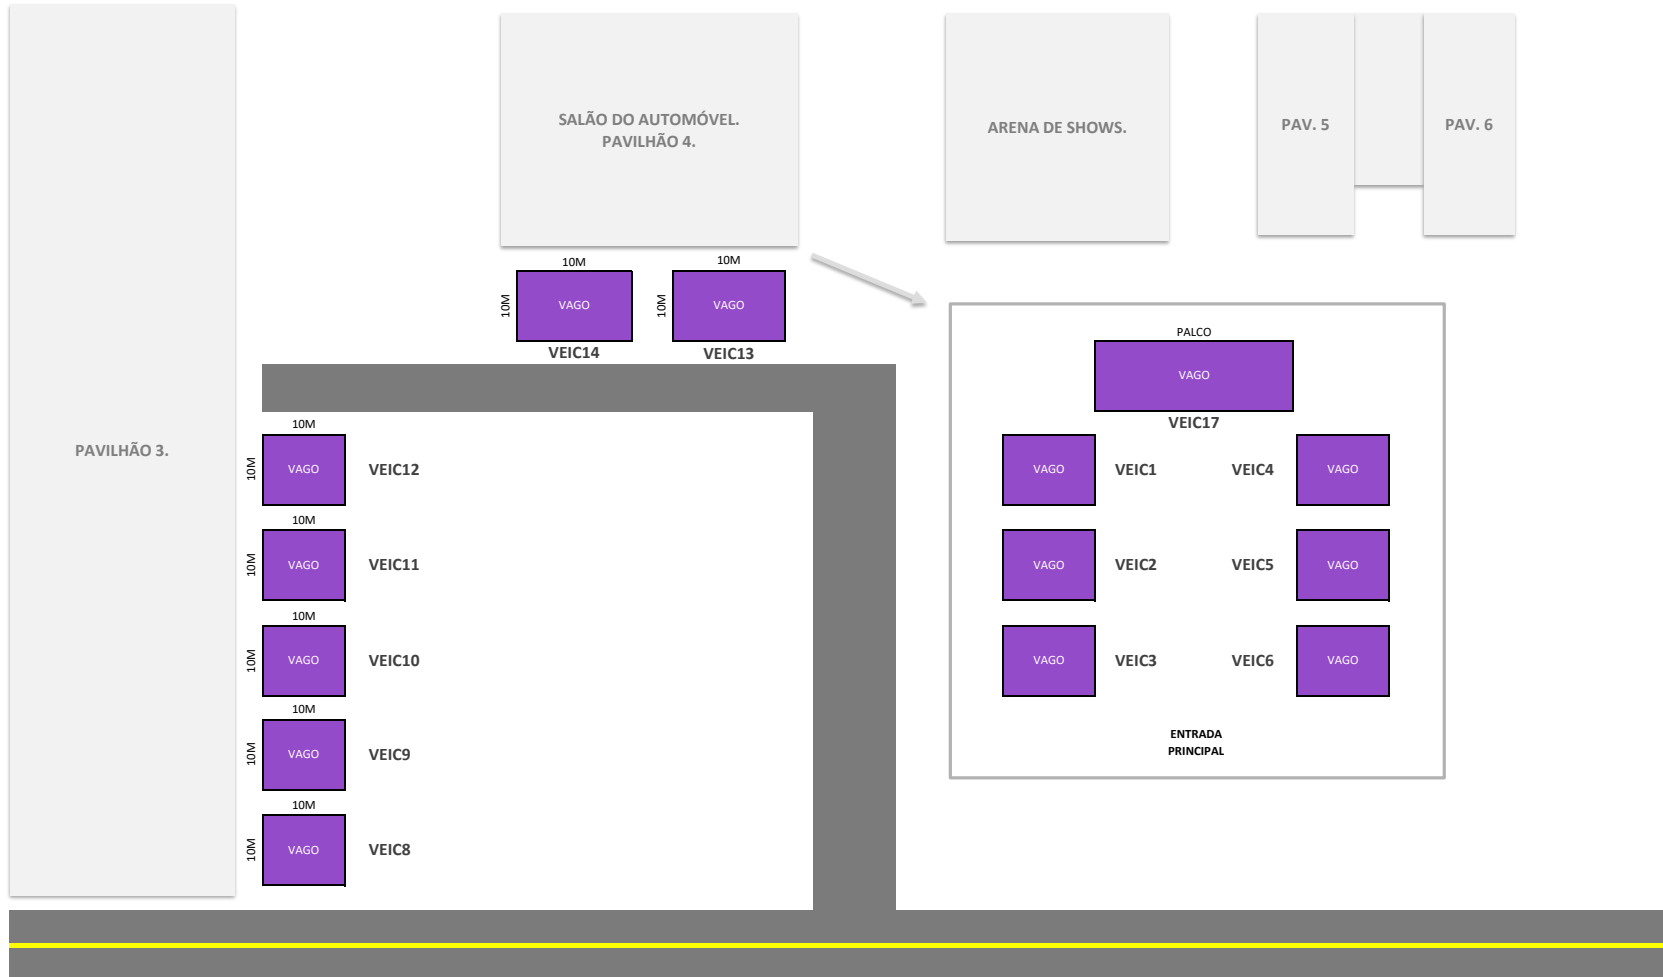 SALÃO DO AUTOMÓVEL.
PAVILHÃO 4.
ARENA DE SHOWS.
PAV. 5
PAV. 6
10M
10M
10M
VAGO
10M
VAGO
VEIC14
VEIC13
PALCO
VAGO
VEIC17
PAVILHÃO 3.
10M
10M
VAGO
VEIC12
10M
10M
VAGO
VEIC11
10M
10M
VAGO
VEIC10
10M
10M
VAGO
VEIC9
10M
10M
VAGO
VEIC8
VAGO
VEIC1
VEIC4
VAGO
VAGO
VEIC2
VEIC5
VAGO
VAGO
VEIC3
VEIC6
VAGO
ENTRADA
PRINCIPAL